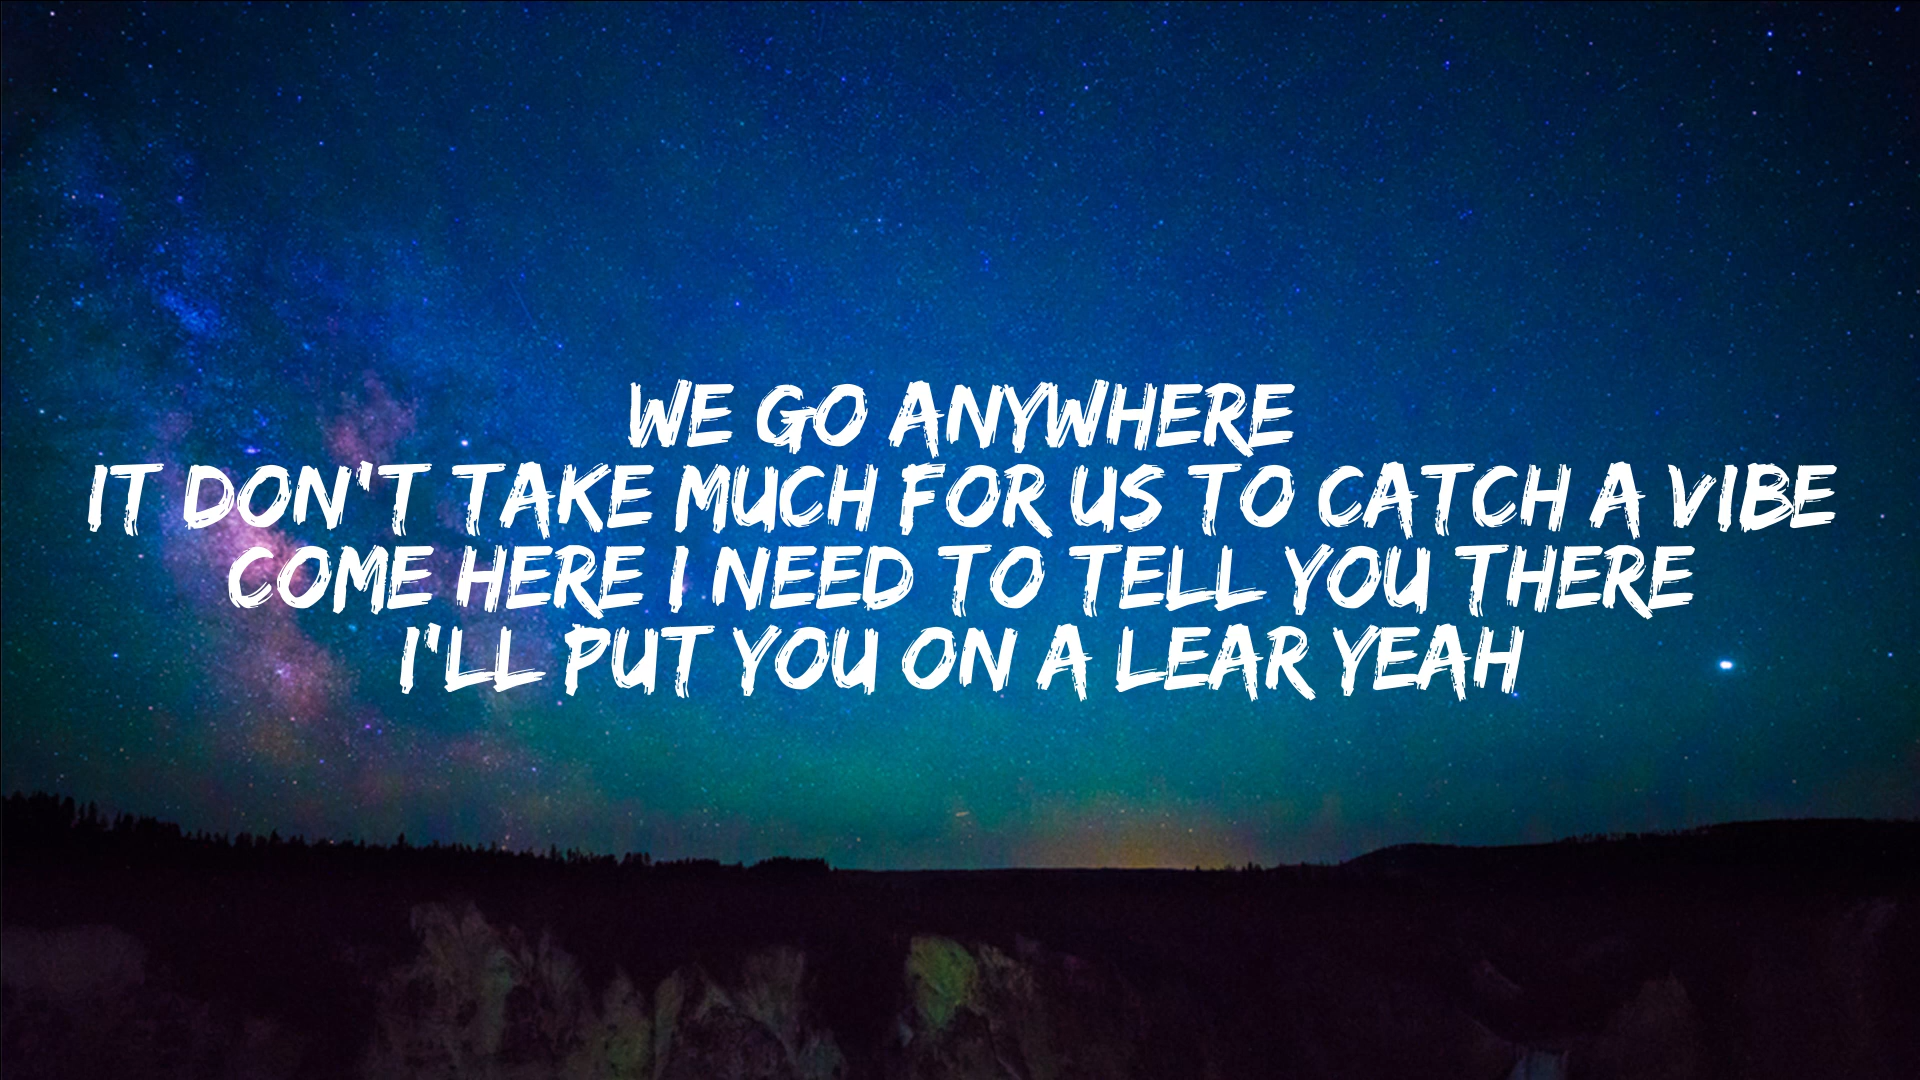 WE GO ANYWHERE
IT DON'T TAKE MUCH FOR US TO CATCH A VIBE
COME HERE I NEED TO TELL YOU THERE
I'LL PUT YOU ON A LEAR YEAH